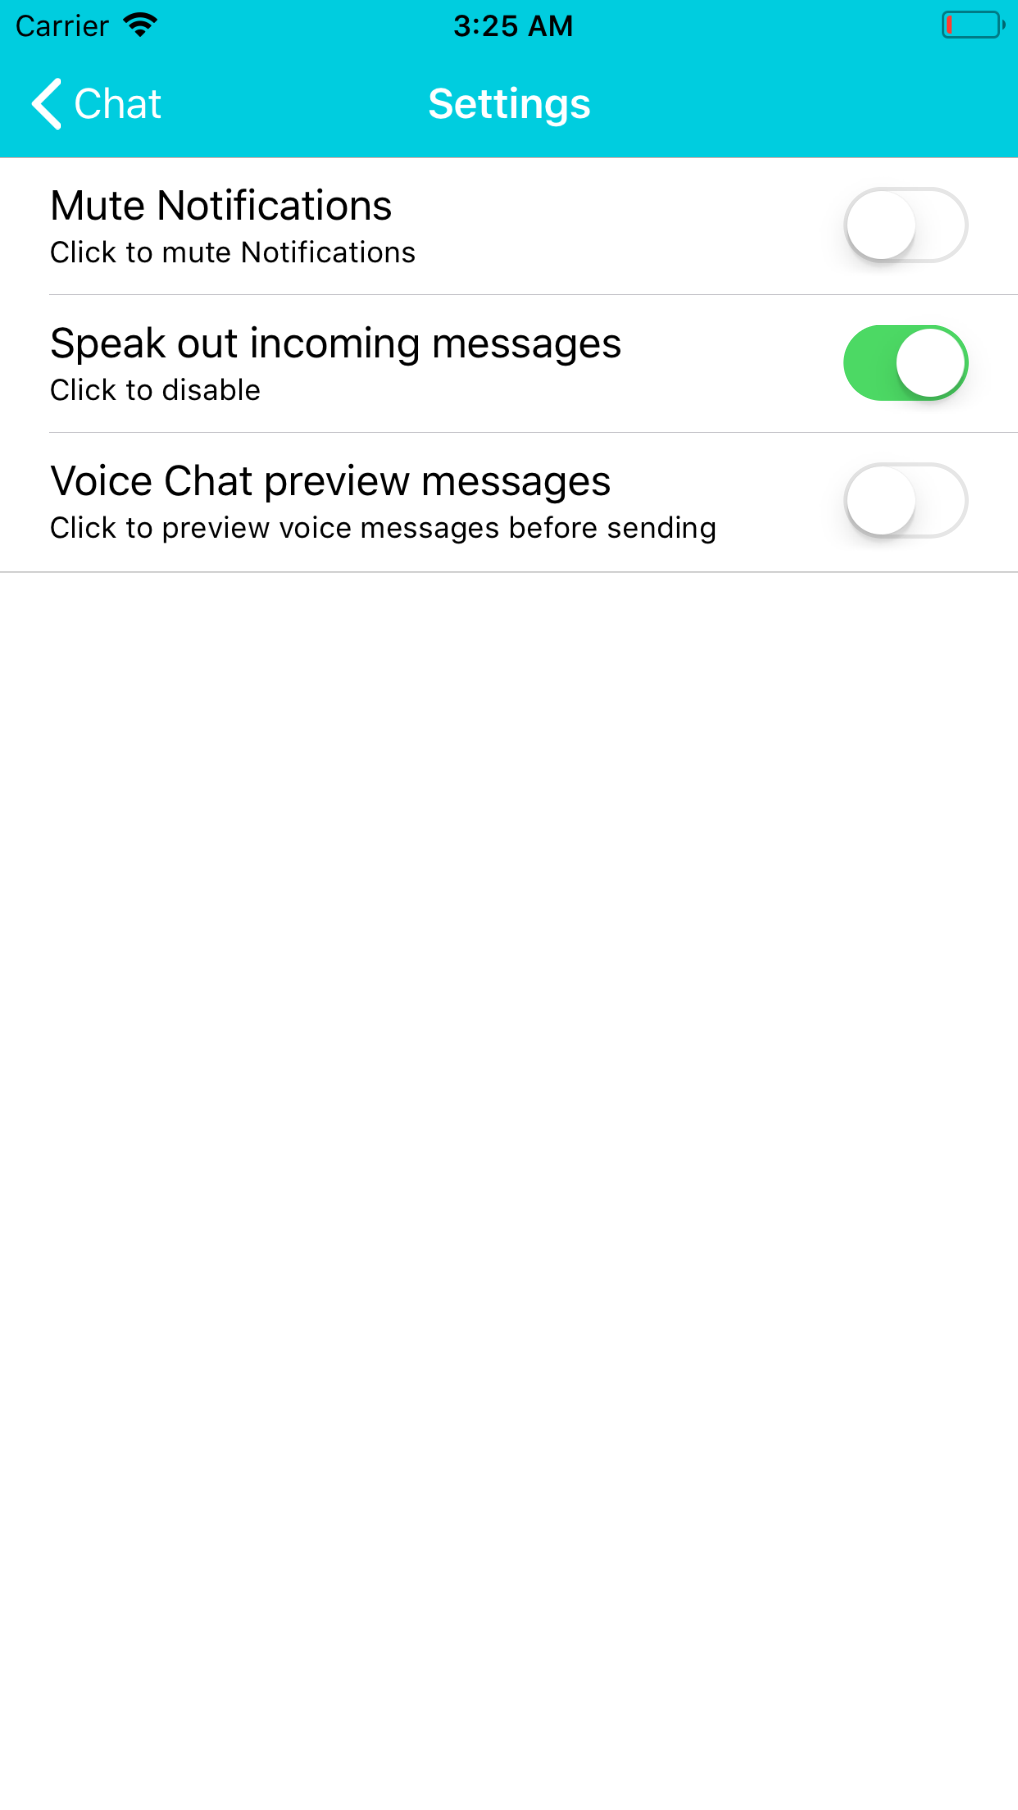 Carrier
3:25 AM
Chat
Settings
Mute Notifications
Click to mute Notifications
Speak out incoming messages
Click to disable
Voice Chat preview messages
Click to preview voice messages before sending